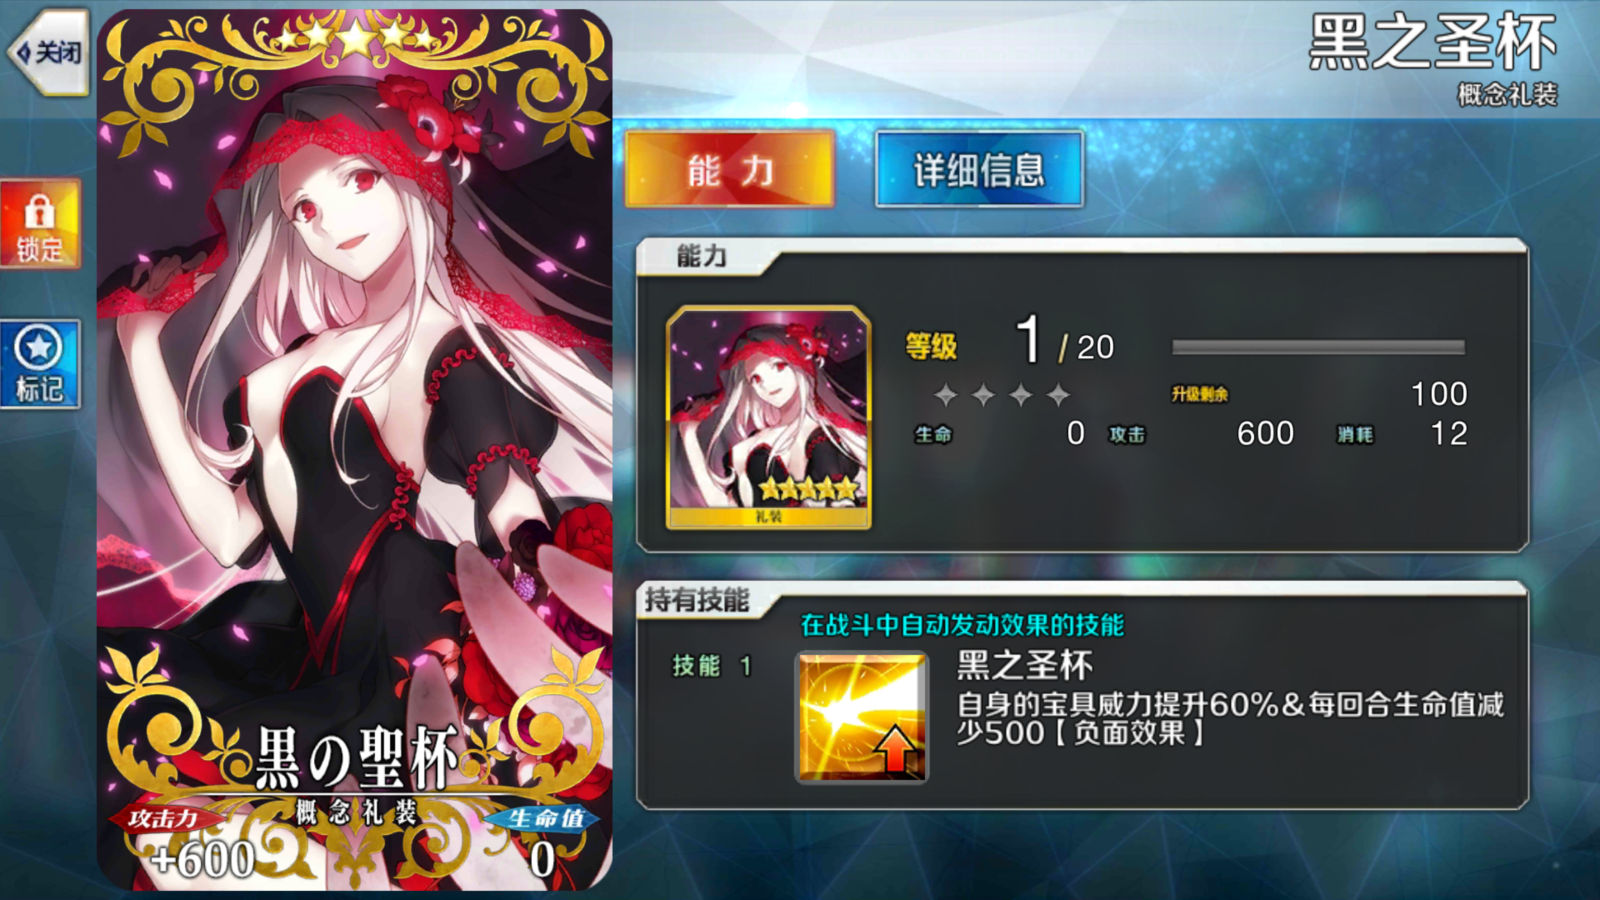 关闭
锁定
标记
黒の聖杯
概念礼装
攻击力
生命值
+600
0
黑之圣杯
概念礼装
能力
详细信息
能力
礼装
等级 1 / 20
升级剩余 100
生命 0 攻击 600 消耗 12
持有技能
在战斗中自动发动效果的技能
技能 1
黑之圣杯
自身的宝具威力提升60%&每回合生命值减
少500【负面效果】